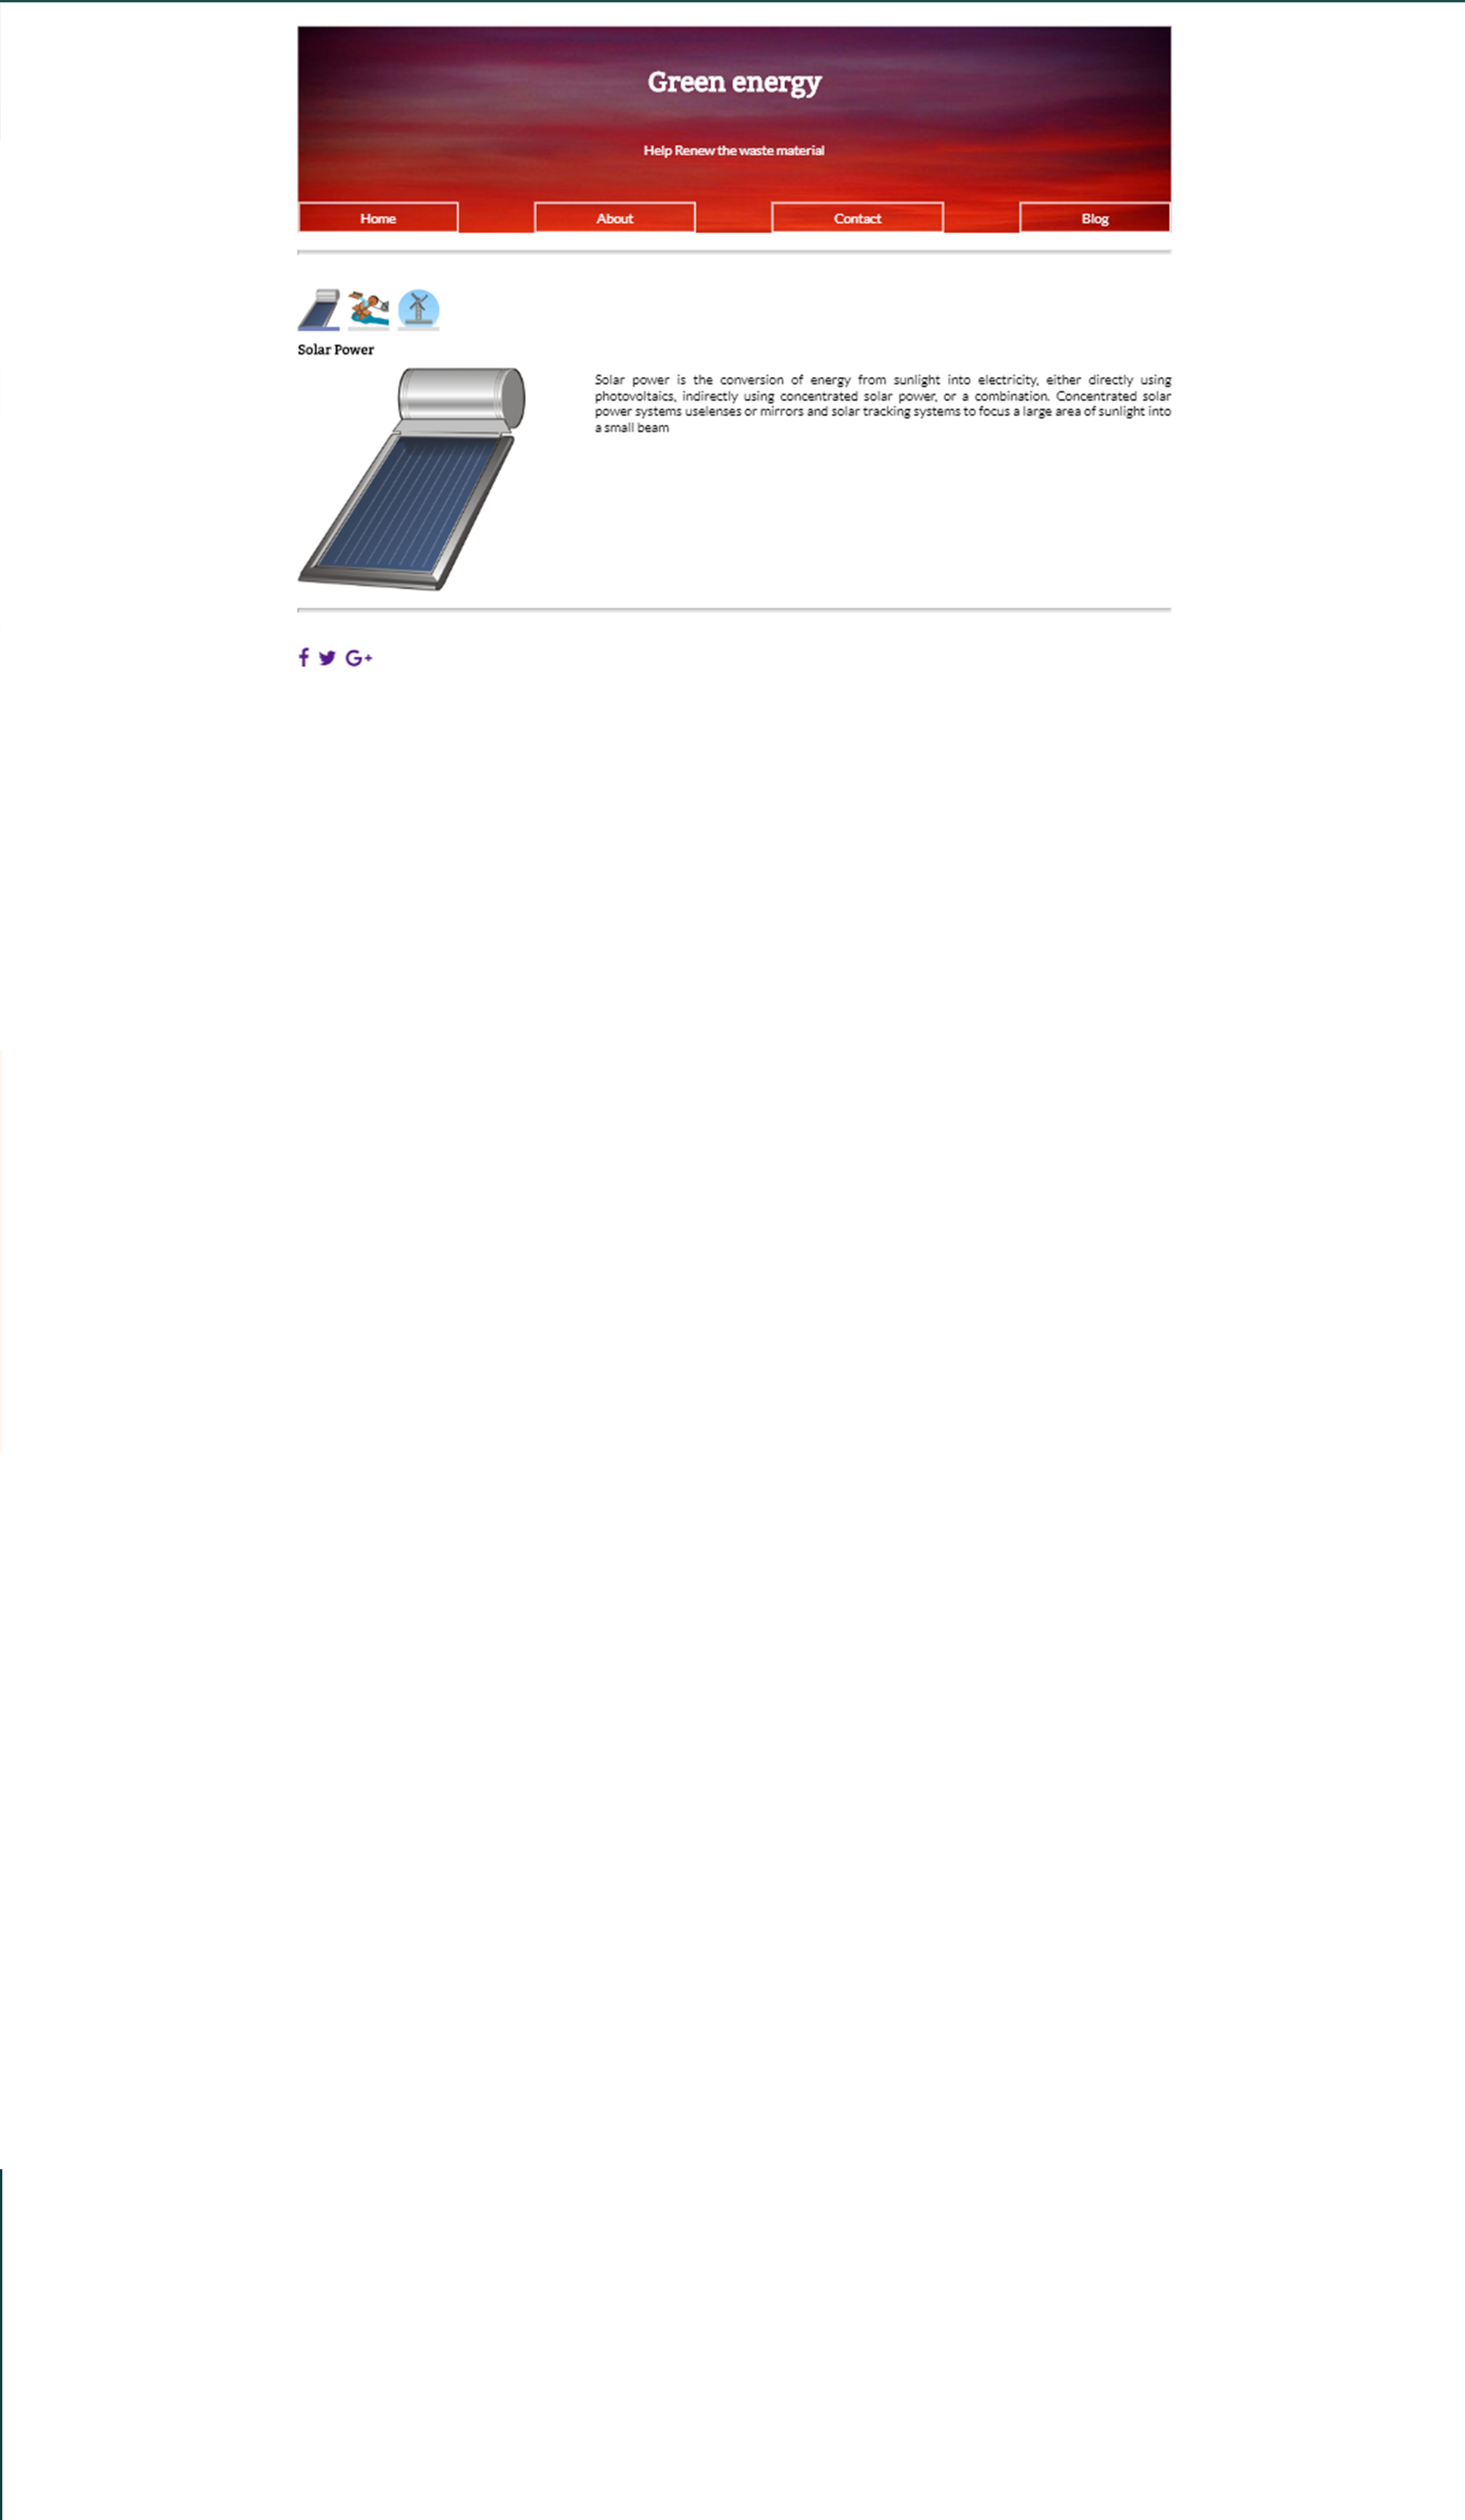 Green energy
Help Renew the waste material
Home About Contact Blog
Solar Power
Solar power is the conversion of energy from sunlight into electricity, either directly using
photovoltaics, indirectly using concentrated solar power, or a combination. Concentrated solar
power systems uselenses or mirrors and solar tracking systems to focus a large area of sunlight into
a small beam